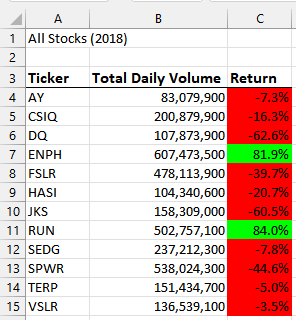 A B C
1 All Stocks (2018)
2
3 Ticker Total Daily Volume Return
4 AY 83,079,900 -7.3%
5 CSIQ 200,879,900 -16.3%
6 DQ 107,873,900 -62.6%
7 ENPH 607,473,500 81.9%
8 FSLR 478,113,900 -39.7%
9 HASI 104,340,600 -20.7%
10 JKS 158,309,000 -60.5%
11 RUN 502,757,100 84.0%
12 SEDG 237,212,300 -7.8%
13 SPWR 538,024,300 -44.6%
14 TERP 151,434,700 -5.0%
15 VSLR 136,539,100 -3.5%